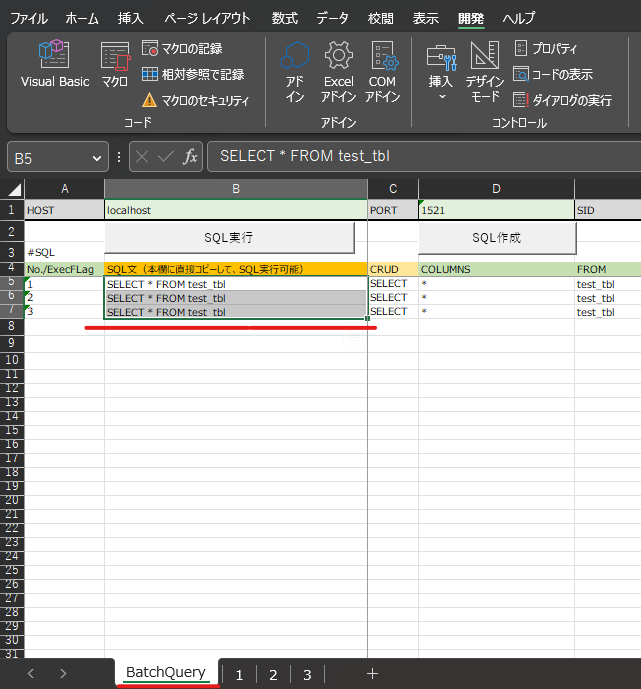 ファイル ホーム 挿入 ページ レイアウト 数式 データ 校閲 表示 開発 ヘルプ
Visual Basic
マクロ
マクロの記録
相対参照で記録
マクロのセキュリティ
コード
アド
イン
Excel
アドイン
COM
アドイン
アドイン
挿入
デザイン
モード
プロパティ
コードの表示
ダイアログの実行
コントロール
B5 fx SELECT * FROM test_tbl
A B C D
1 HOST localhost PORT 1521 SID
2 SQL実行 SQL作成
3 #SQL
4 No./ExecFLag SQL文（本欄に直接コピーして、SQL実行可能） CRUD COLUMNS FROM
5 1 SELECT * FROM test_tbl SELECT * test_tbl
6 2 SELECT * FROM test_tbl SELECT * test_tbl
7 3 SELECT * FROM test_tbl SELECT * test_tbl
8
9
10
11
12
13
14
15
16
17
18
19
20
21
22
23
24
25
26
27
28
29
30
31
BatchQuery 1 2 3